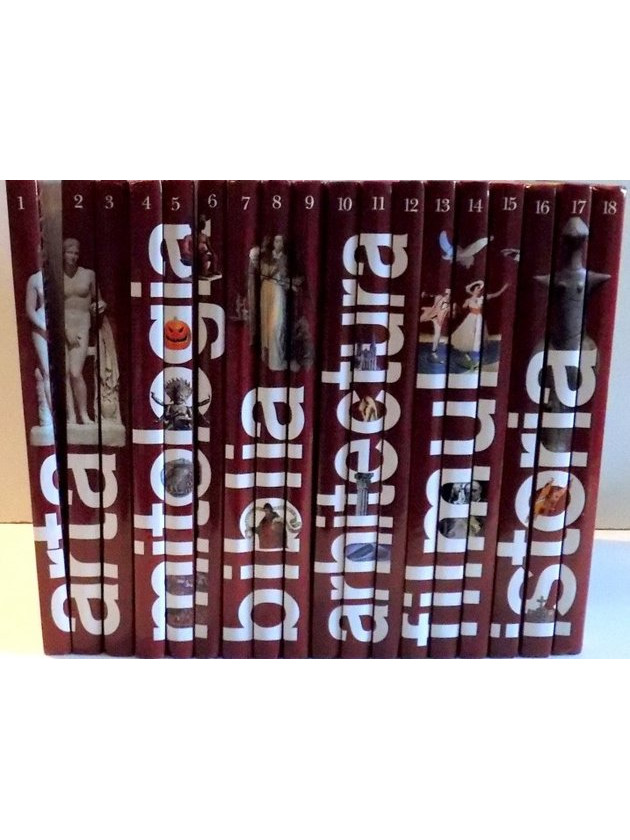 1 2 3 4 5 6 7 8 9 10 11 12 13 14 15 16 17 18
arta
mitologia
biblia
arhitectura
filmul
istoria